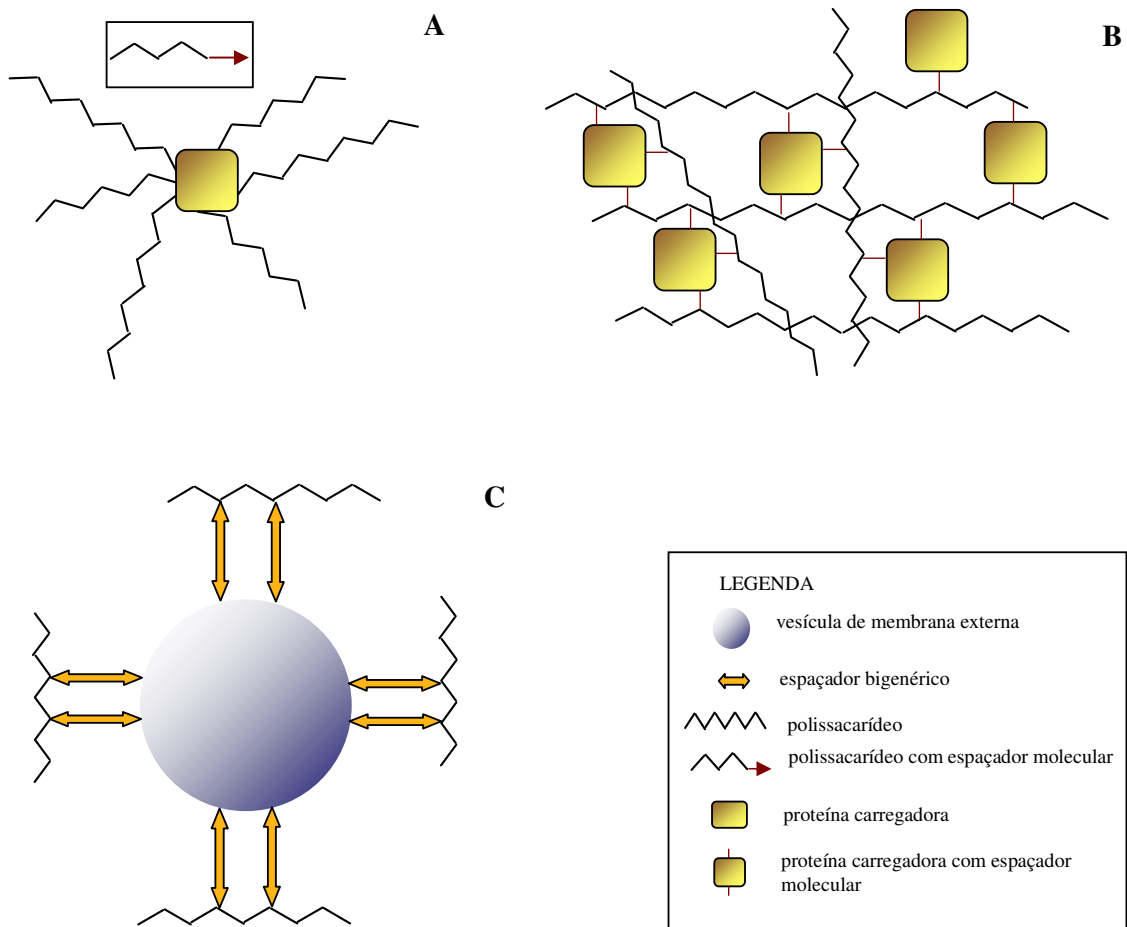 A
B
C
LEGENDA
vesícula de membrana externa
espaçador bigenérico
polissacarídeo
polissacarídeo com espaçador molecular
proteína carregadora
proteína carregadora com espaçador
molecular